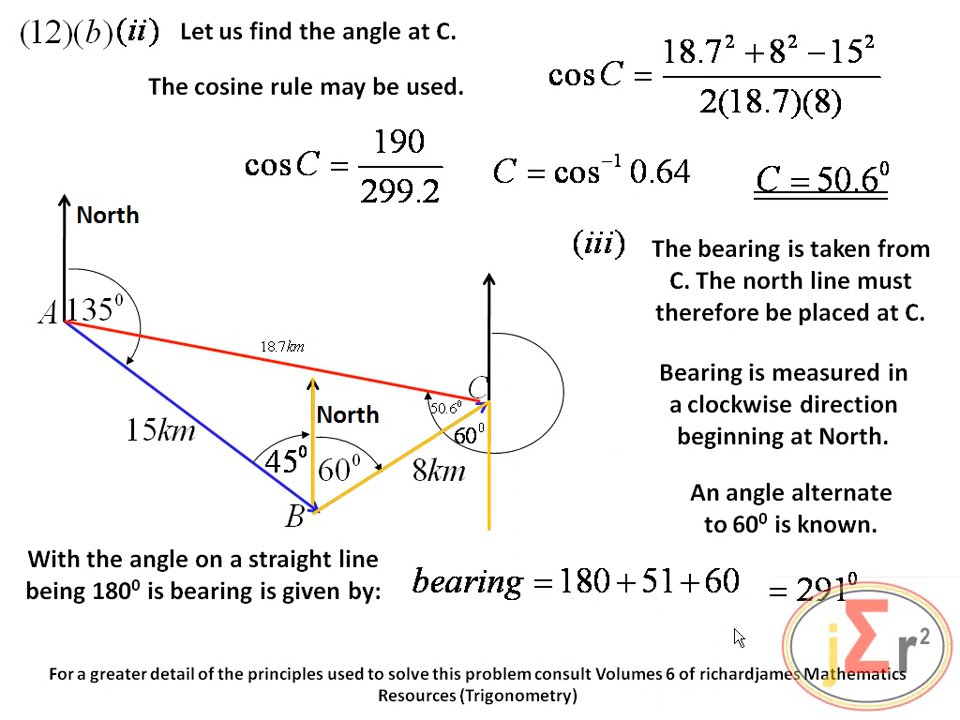 (12)(b)(ii) Let us find the angle at C.
The cosine rule may be used.
cos C = \frac{18.7² + 8² − 15²}{2(18.7)(8)}
cos C = \frac{190}{299.2}
C = cos⁻¹ 0.64
C = 50.6⁰
North
A
135⁰
18.7km
15km
North
45⁰
60⁰
B
8km
C
50.6⁰
60⁰
(iii) The bearing is taken from
C. The north line must
therefore be placed at C.
Bearing is measured in
a clockwise direction
beginning at North.
An angle alternate
to 60⁰ is known.
With the angle on a straight line
being 180⁰ is bearing is given by:
bearing = 180 + 51 + 60 = 291⁰
jΣr²
For a greater detail of the principles used to solve this problem consult Volumes 6 of richardjames Mathematics
Resources (Trigonometry)